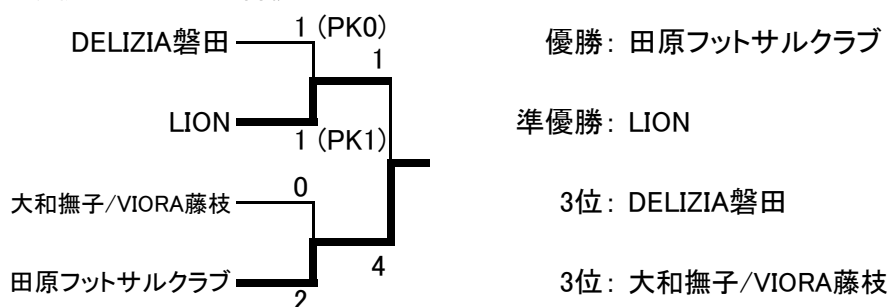 DELIZIA磐田
1 (PK0)
1
LION
1 (PK1)
大和撫子/VIORA藤枝
0
田原フットサルクラブ
2
4
優勝: 田原フットサルクラブ
準優勝: LION
3位: DELIZIA磐田
3位: 大和撫子/VIORA藤枝